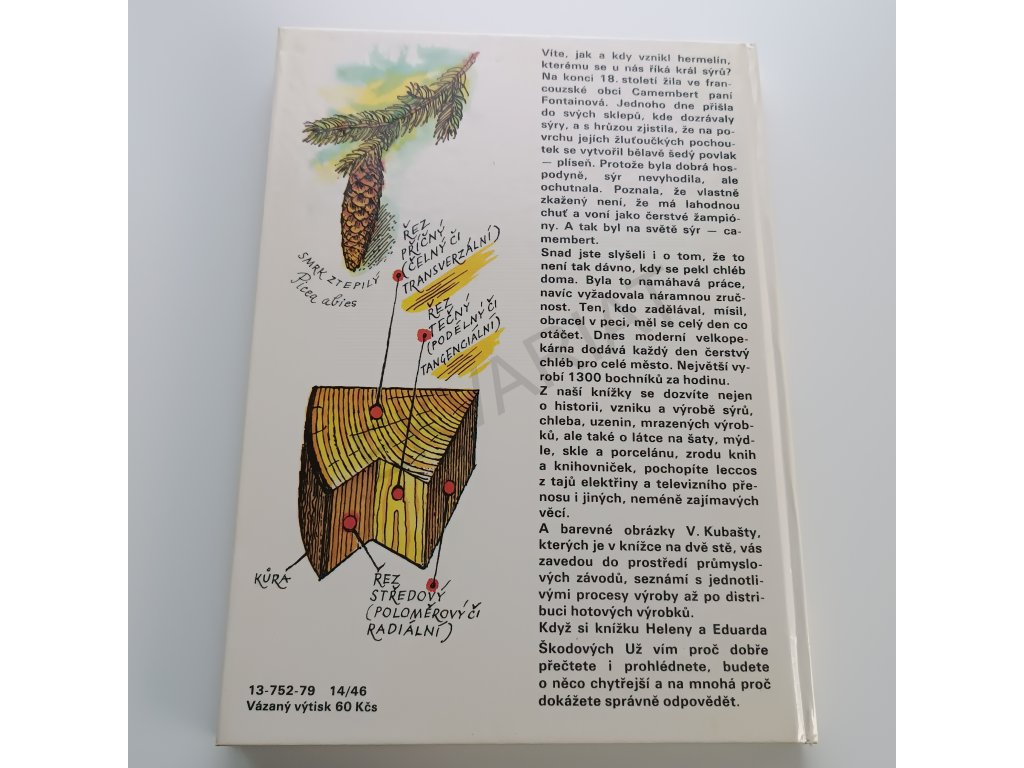 Víte, jak a kdy vznikl hermelín,
kterému se u nás říká král sýrů?
Na konci 18. století žila ve fran-
couzské obci Camembert paní
Fontainová. Jednoho dne přišla
do svých sklepů, kde dozrávaly
sýry, a s hrůzou zjistila, že na po-
vrchu jejích žluťoučkých pochou-
tek se vytvořil bělavě šedý povlak
— plíseň. Protože byla dobrá hos-
podyně, sýr nevyhodila, ale
ochutnala. Poznala, že vlastně
zkažený není, že má lahodnou
chuť a voní jako čerstvé žampió-
ny. A tak byl na světě sýr — ca-
membert.
Snad jste slyšeli i o tom, že to
není tak dávno, kdy se pekl chléb
doma. Byla to namáhavá práce,
navíc vyžadovala náramnou zruč-
nost. Ten, kdo zadělával, mísil,
obracel v peci, měl se celý den co
otáčet. Dnes moderní velkope-
kárna dodává každý den čerstvý
chléb pro celé město. Největší vy-
robí 1300 bochníků za hodinu.
Z naší knížky se dozvíte nejen
o historii, vzniku a výrobě sýrů,
chleba, uzenin, mrazených výrob-
ků, ale také o látce na šaty, mýd-
le, skle a porcelánu, zrodu knih
a knihovniček, pochopíte leccos
z tajů elektřiny a televizního pře-
nosu i jiných, neméně zajímavých
věcí.
A barevné obrázky V. Kubašty,
kterých je v knížce na dvě stě, vás
zavedou do prostředí průmyslo-
vých závodů, seznámí s jednotli-
vými procesy výroby až po distri-
buci hotových výrobků.
Když si knížku Heleny a Eduarda
Škodových Už vím proč dobře
přečtete i prohlédnete, budete
o něco chytřejší a na mnohá proč
dokážete správně odpovědět.
SMRK ZTEPILÝ
Picea abies
ŘEZ
PŘÍČNÝ
(ČELNÝ ČI
TRANSVERZÁLNÍ)
ŘEZ
TEČNÝ
(PODÉLNÝ ČI
TANGENCIÁLNÍ)
KŮRA
ŘEZ
STŘEDOVÝ
(POLOMĚROVÝ ČI
RADIÁLNÍ)
13-752-79 14/46
Vázaný výtisk 60 Kčs